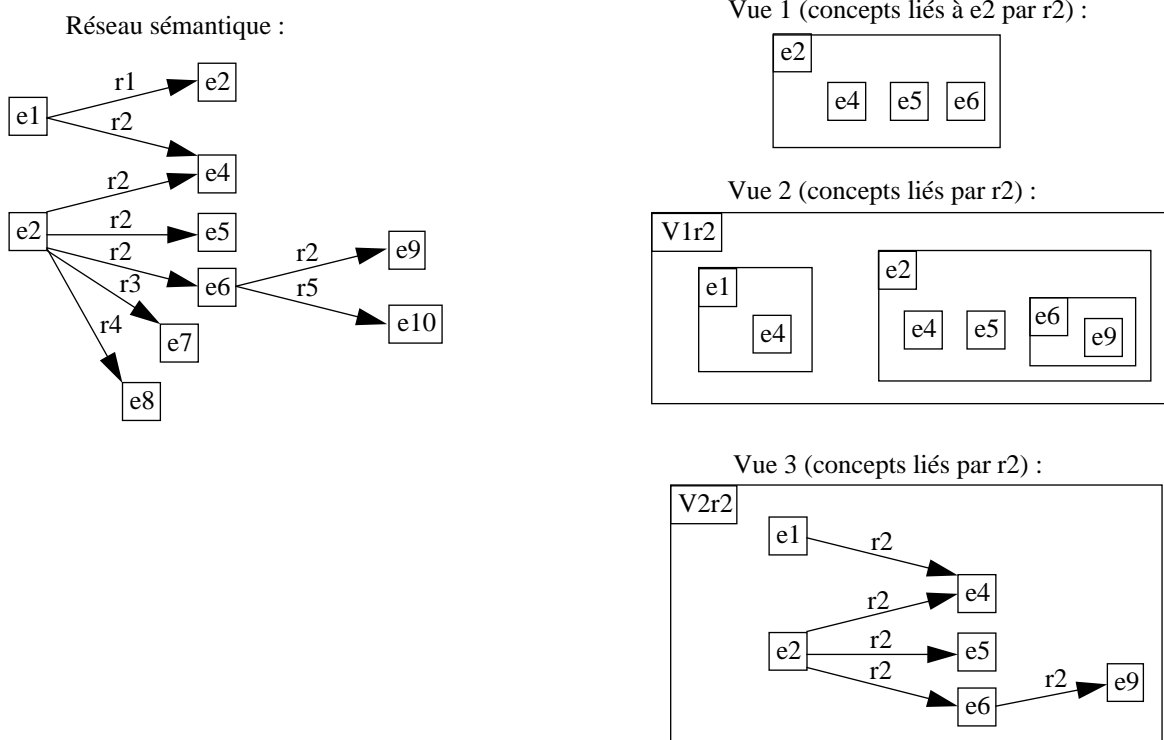 Réseau sémantique :
r1
e2
e1
r2
e4
r2
e2
r2
e5
r2
r2
e9
e6
r3
r5
e10
r4
e7
e8
Vue 1 (concepts liés à e2 par r2) :
e2
e4 e5 e6
Vue 2 (concepts liés par r2) :
V1r2
e1
e4
e2
e4 e5
e6
e9
Vue 3 (concepts liés par r2) :
V2r2
e1
r2
e4
r2
e2
r2
e5
r2
r2
e9
e6